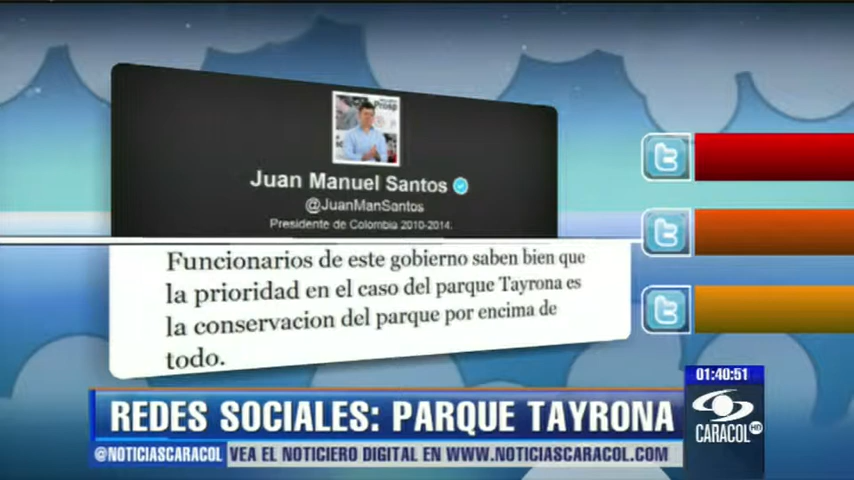 Prosp
Juan Manuel Santos
@JuanManSantos
Presidente de Colombia 2010-2014.
Funcionarios de este gobierno saben bien que
la prioridad en el caso del parque Tayrona es
la conservacion del parque por encima de
todo.
01:40:51
REDES SOCIALES: PARQUE TAYRONA
CARACOL HD
@NOTICIASCARACOL VEA EL NOTICIERO DIGITAL EN WWW.NOTICIASCARACOL.COM